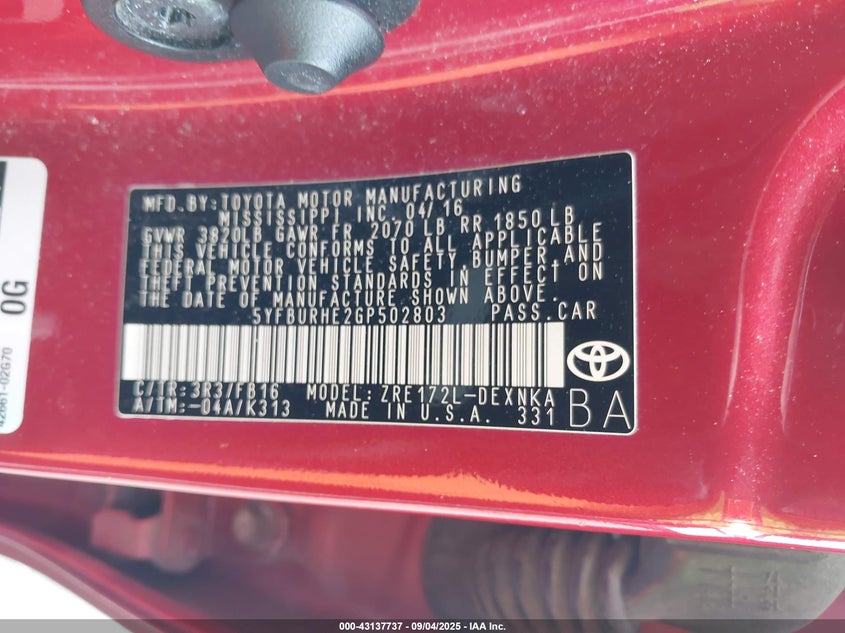 MFD.BY:TOYOTA MOTOR MANUFACTURING
MISSISSIPPI INC.04/16
GVWR 3820LB GAWR FR 2070 LB RR 1850 LB
THIS VEHICLE CONFORMS TO ALL APPLICABLE
FEDERAL MOTOR VEHICLE SAFETY,BUMPER,AND
THEFT PREVENTION STANDARDS IN EFFECT ON
THE DATE OF MANUFACTURE SHOWN ABOVE.
5YFBURHE2GP502803 PASS.CAR
C/TR:3R3/FB16 MODEL:ZRE172L-DEXNKA
A/TM:-04A/K313 MADE IN U.S.A. 331
BA
0G
42661-02G70
000-43137737 - 09/04/2025 - IAA Inc.